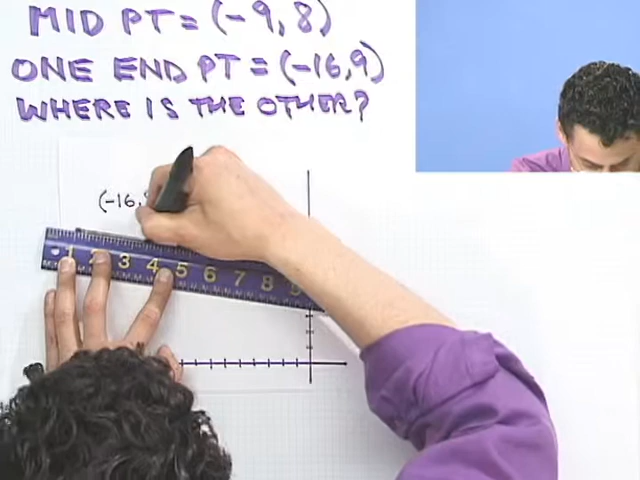 MID PT = (-9, 8)
ONE END PT = (-16, 9)
WHERE IS THE OTHER?
(-16,
1 2 3 4 5 6 7 8